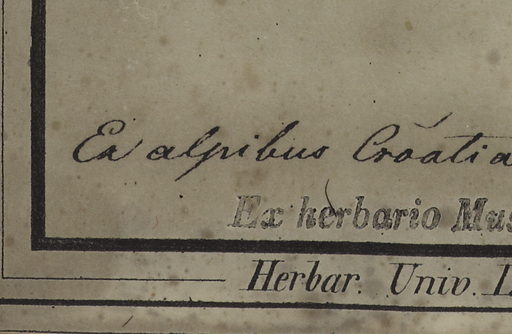 Ex alpibus Croatia
Ex herbario Mus
Herbar. Univ.